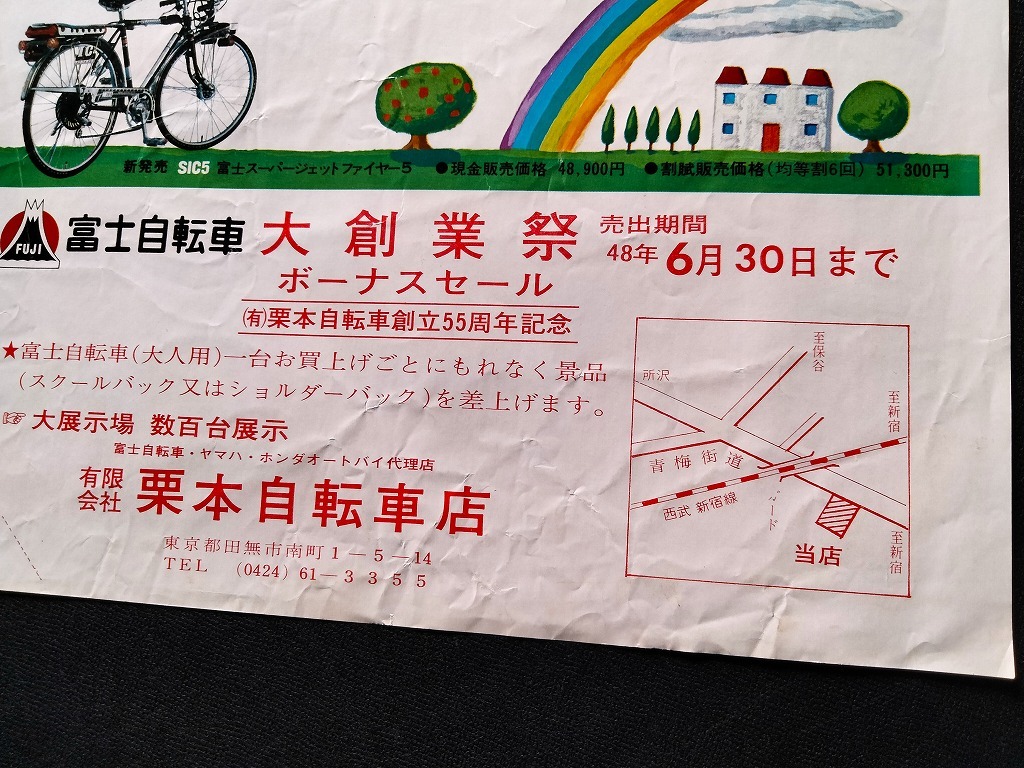 新発売 SIC5 富士スーパージェットファイヤー5 ●現金販売価格 48,900円 ●割賦販売価格(均等割6回) 51,300円
FUJI
富士自転車 大創業祭
売出期間
48年6月30日まで
ボーナスセール
㈲栗本自転車創立55周年記念
★富士自転車(大人用)一台お買上げごとにもれなく景品
(スクールバック又はショルダーバック)を差上げます。
☞大展示場 数百台展示
富士自転車・ヤマハ・ホンダオートバイ代理店
有限会社 栗本自転車店
東京都田無市南町1-5-14
TEL (0424) 61-3355
至保谷
所沢
至新宿
青梅街道
西武 新宿線
当店
至新宿